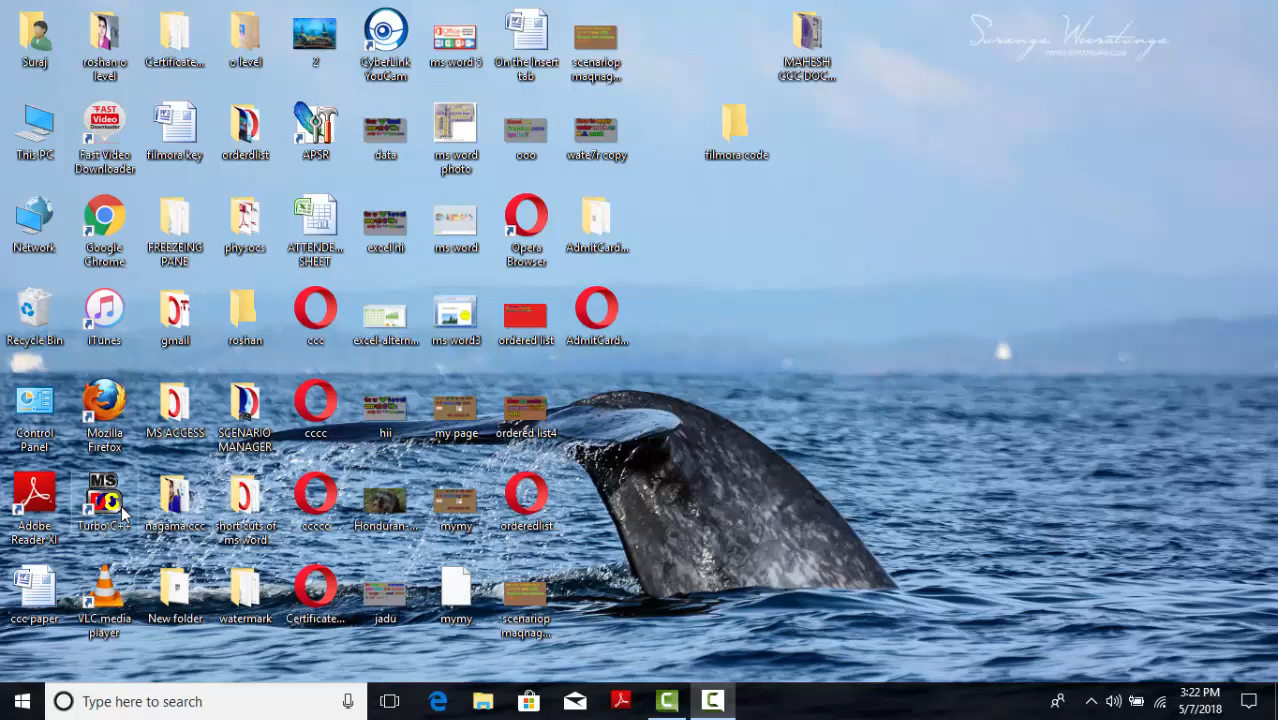 Suraj
roshan o level
Certificate...
o level
2
CyberLink YouCam
ms word 5
On the Insert tab
scenariop maqnag...
MAHESH CCC DOC...
Suranga Weeratunga
This PC
Fast Video Downloader
filmora key
orderdlist
APSR
data
ms word photo
ooo
wate7r copy
filmora code
Network
Google Chrome
FREEZEING PANE
physocs
ATTENDE... SHEET
excel hi
ms word
Opera Browser
AdmitCard...
Recycle Bin
iTunes
gmail
roshan
ccc
excel-altern...
ms word3
ordered list
AdmitCard...
Control Panel
Mozilla Firefox
MS ACCESS
SCENARIO MANAGER
cccc
hii
my page
ordered list4
Adobe Reader XI
Turbo C++
nagama ccc
short cuts of ms word
ccccc
Honduran-...
mymy
orderedlist
ccc paper
VLC media player
New folder
watermark
Certificate...
jadu
mymy
scenariop maqnag...
Type here to search
3:22 PM
5/7/2018